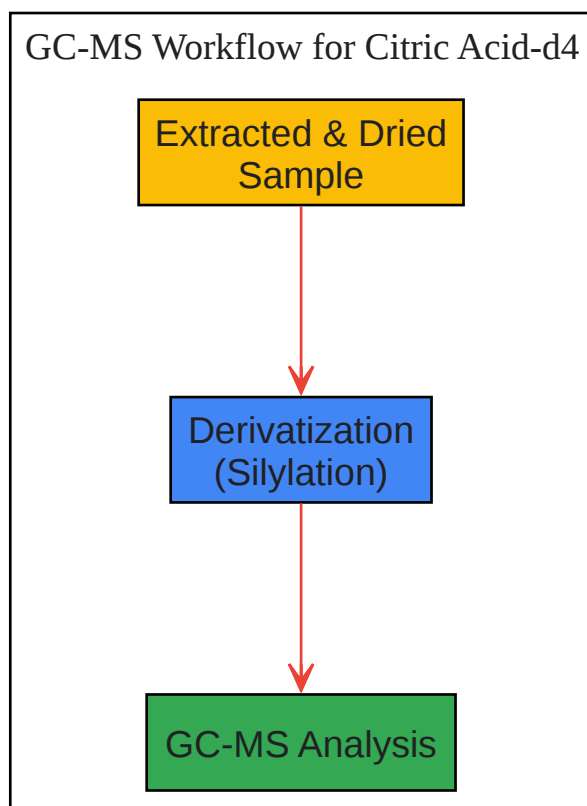 GC-MS Workflow for Citric Acid-d4
Extracted & Dried
Sample
Derivatization
(Silylation)
GC-MS Analysis